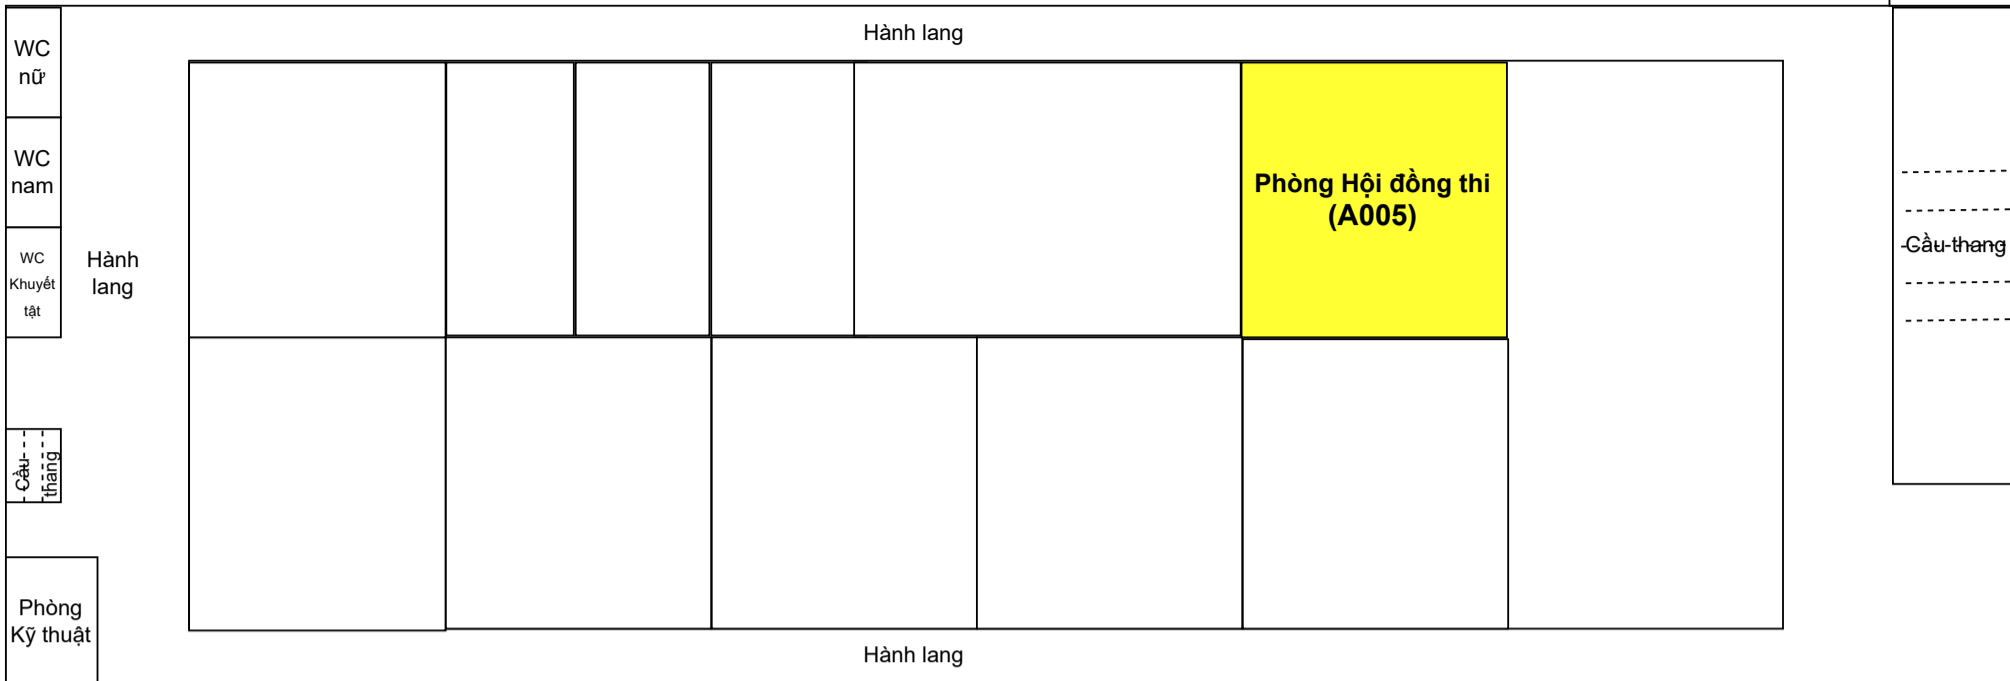 Hành lang
WC
nữ
WC
nam
WC
Khuyết
tật
Hành
lang
Phòng Hội đồng thi
(A005)
Cầu thang
Cầu
thang
Phòng
Kỹ thuật
Hành lang